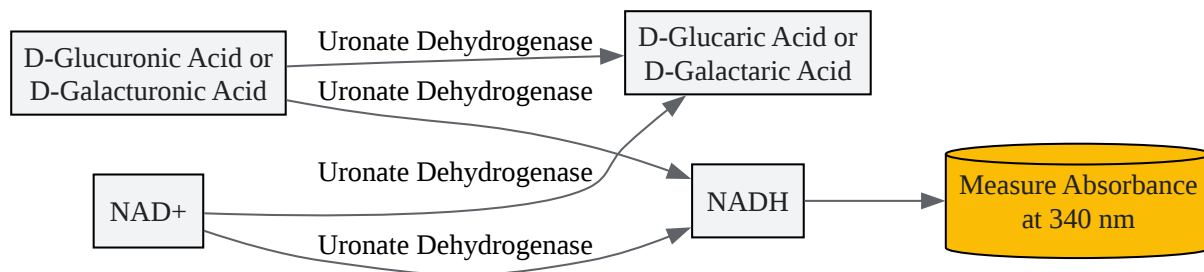 D-Glucuronic Acid or
D-Galacturonic Acid
Uronate Dehydrogenase
D-Glucaric Acid or
D-Galactaric Acid
Uronate Dehydrogenase
NAD+
Uronate Dehydrogenase
Uronate Dehydrogenase
NADH
Measure Absorbance
at 340 nm